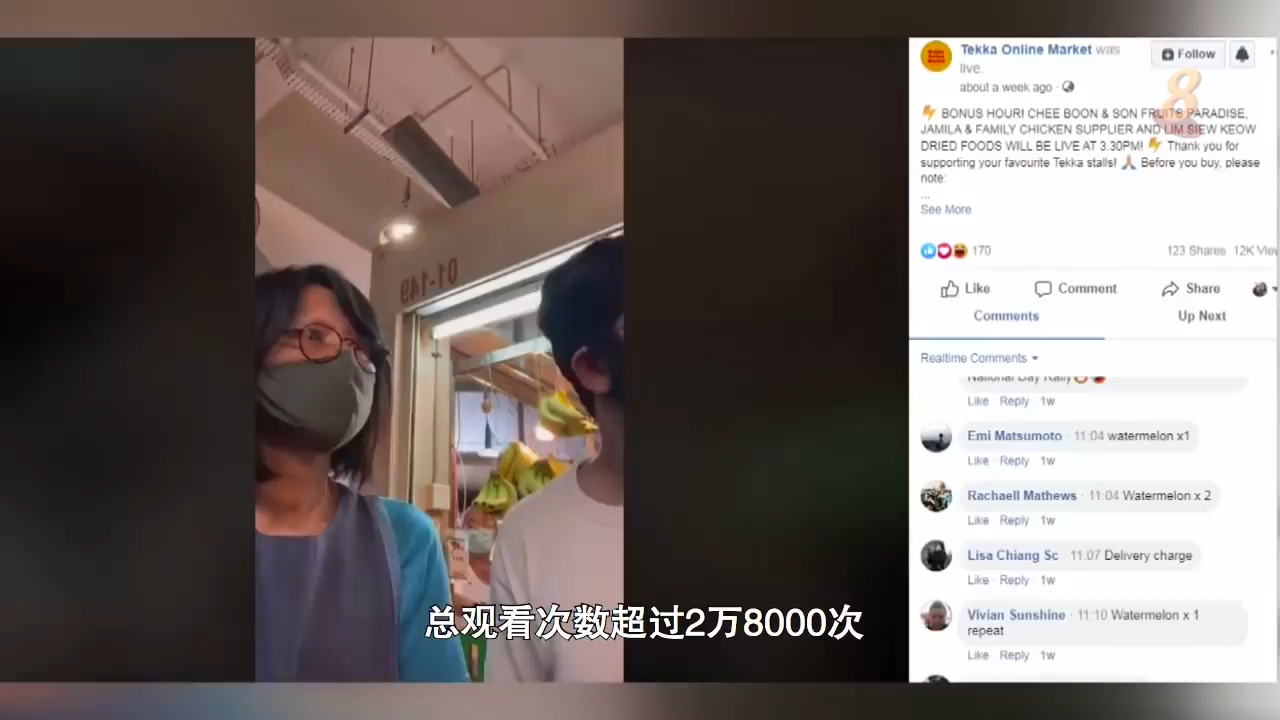 Tekka Online Market was
live.
about a week ago
Follow
8
⚡ BONUS HOUR! CHEE BOON & SON FRUITS PARADISE,
JAMILA & FAMILY CHICKEN SUPPLIER AND LIM SIEW KEOW
DRIED FOODS WILL BE LIVE AT 3.30PM! ⚡ Thank you for
supporting your favourite Tekka stalls! 🙏 Before you buy, please
note:
...
See More
170
123 Shares 12K View
Like Comment Share
Comments Up Next
Realtime Comments
National Day Rally
Like · Reply · 1w
Emi Matsumoto · 11:04 watermelon x1
Like · Reply · 1w
Rachaell Mathews · 11:04 Watermelon x 2
Like · Reply · 1w
Lisa Chiang Sc · 11:07 Delivery charge
Like · Reply · 1w
Vivian Sunshine · 11:10 Watermelon x 1
repeat
Like · Reply · 1w
01-149
总观看次数超过2万8000次